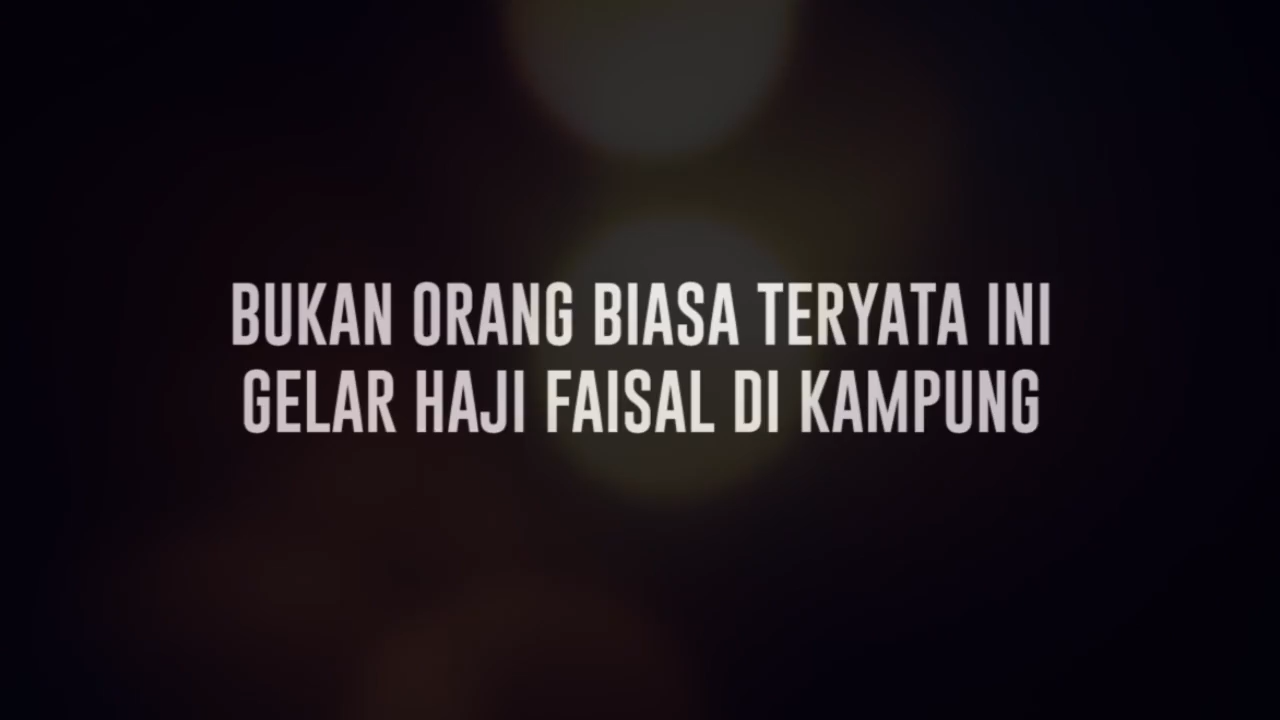 BUKAN ORANG BIASA TERYATA INI
GELAR HAJI FAISAL DI KAMPUNG